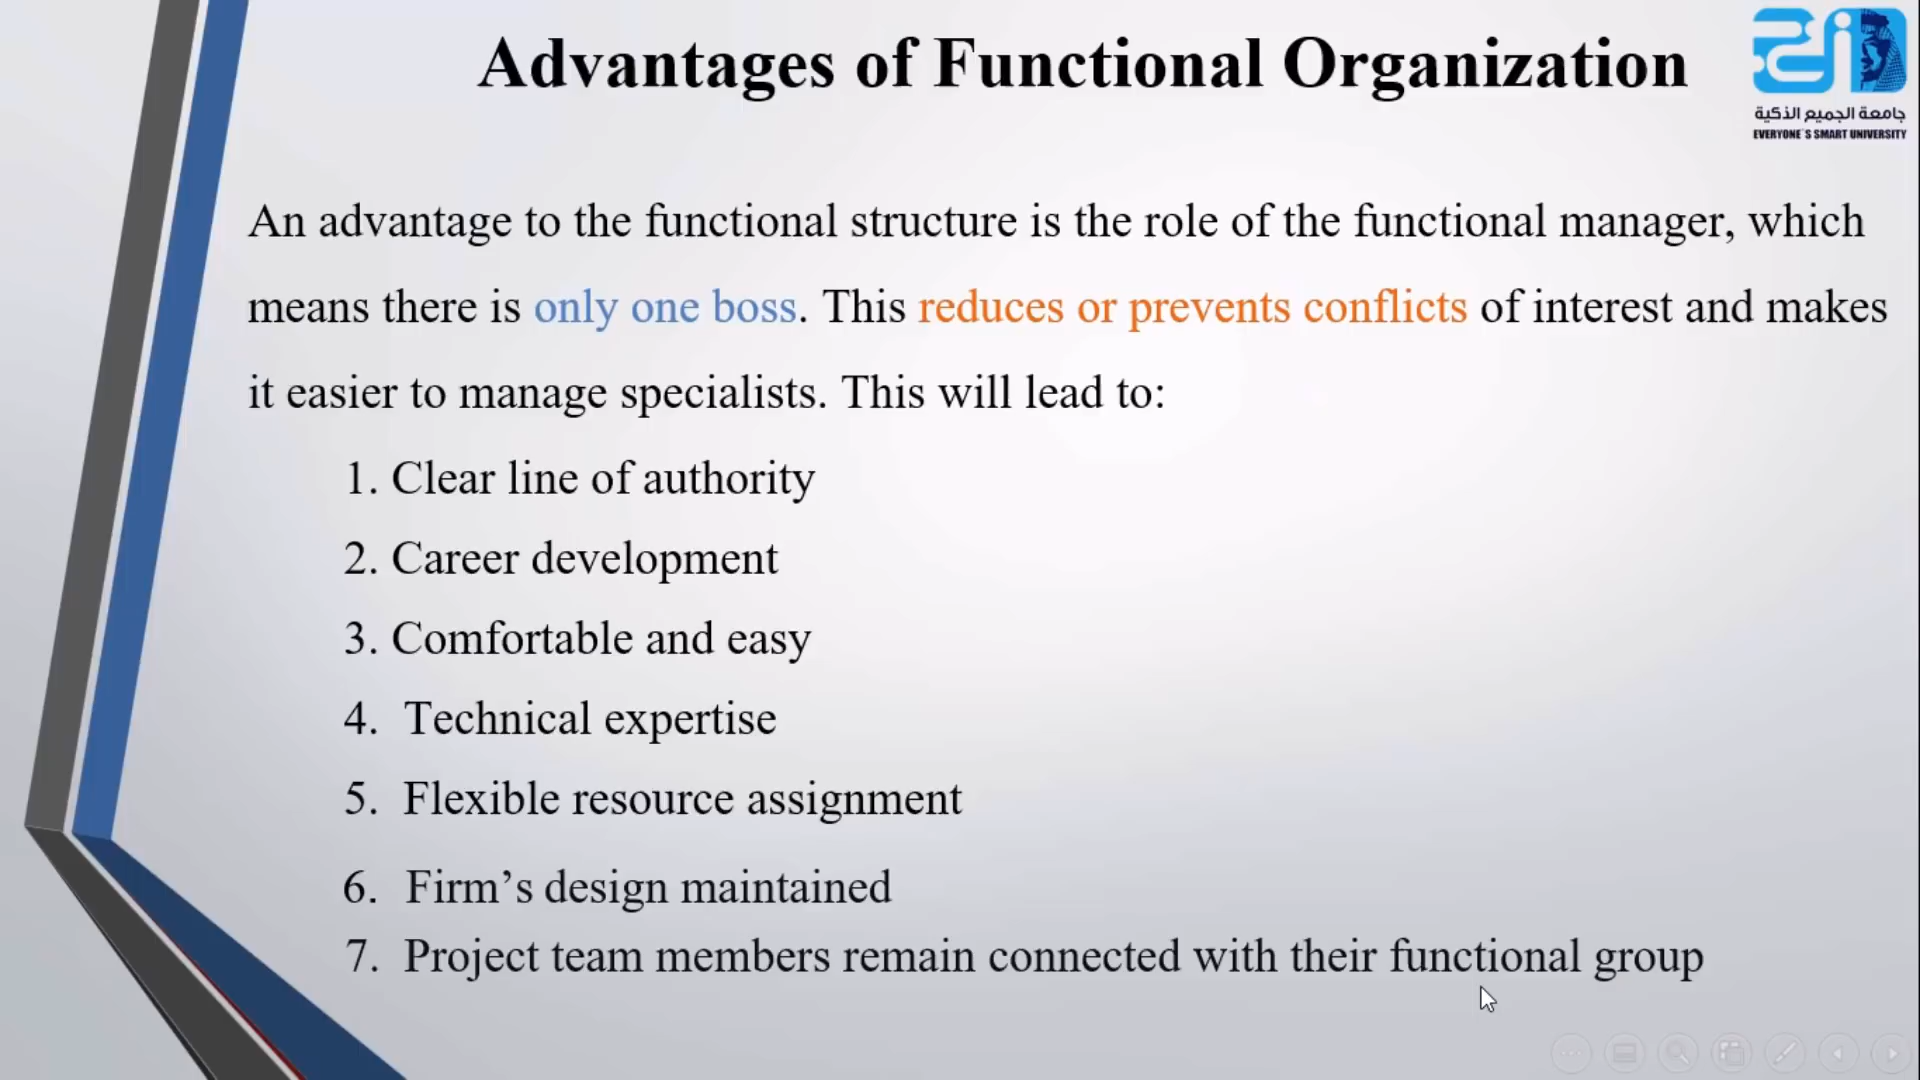 Advantages of Functional Organization
جامعة الجميع الذكية
EVERYONE`S SMART UNIVERSITY
An advantage to the functional structure is the role of the functional manager, which
means there is only one boss. This reduces or prevents conflicts of interest and makes
it easier to manage specialists. This will lead to:
1. Clear line of authority
2. Career development
3. Comfortable and easy
4. Technical expertise
5. Flexible resource assignment
6. Firm’s design maintained
7. Project team members remain connected with their functional group